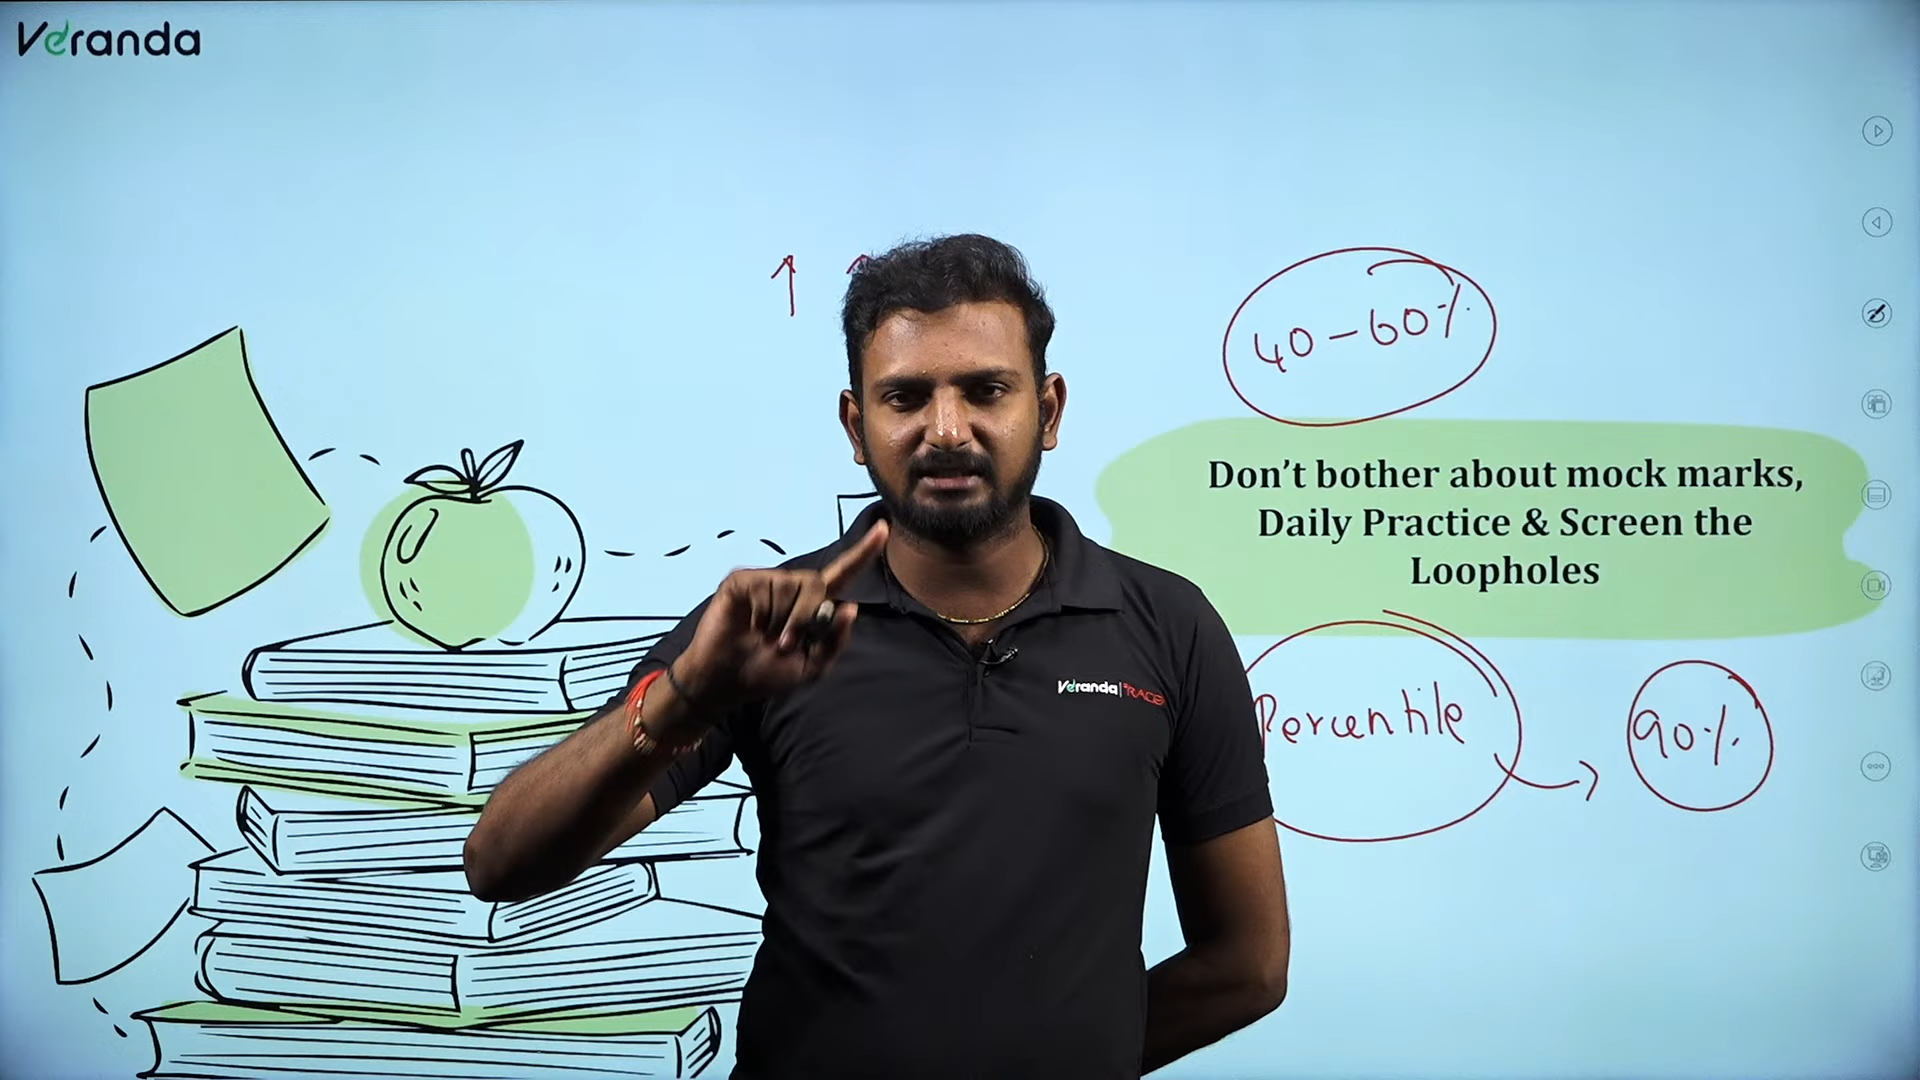 Veranda
40-60%
Don't bother about mock marks,
Daily Practice & Screen the
Loopholes
Veranda | RACE
Percentile
90%